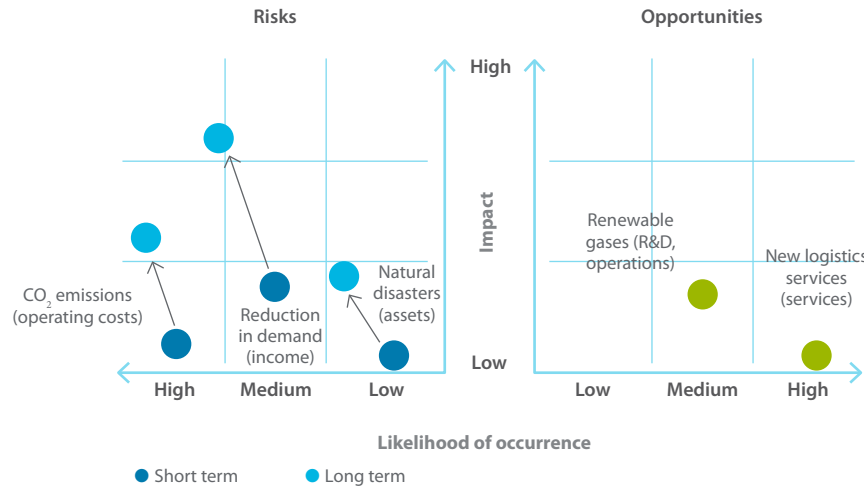 Risks
Opportunities
High
Impact
Low
CO₂ emissions
(operating costs)
Reduction
in demand
(income)
Natural
disasters
(assets)
Renewable
gases (R&D,
operations)
New logistics
services
(services)
High
Medium
Low
Low
Medium
High
Likelihood of occurrence
Short term
Long term